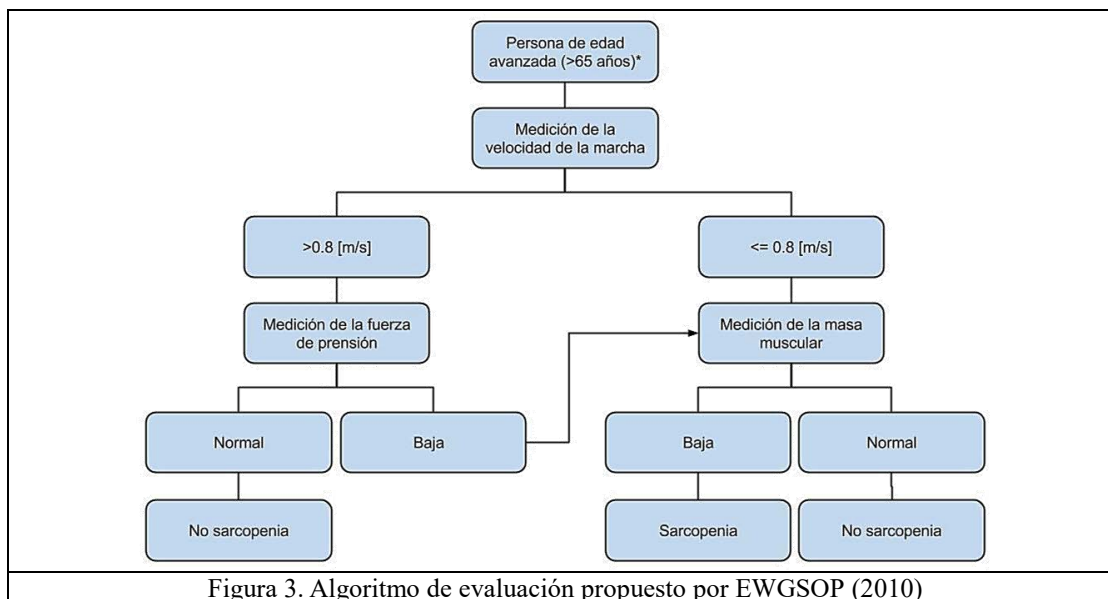 Persona de edad
avanzada (>65 años)*
Medición de la
velocidad de la marcha
>0.8 [m/s]
<= 0.8 [m/s]
Medición de la fuerza
de prensión
Medición de la masa
muscular
Normal
Baja
Baja
Normal
No sarcopenia
Sarcopenia
No sarcopenia
Figura 3. Algoritmo de evaluación propuesto por EWGSOP (2010)